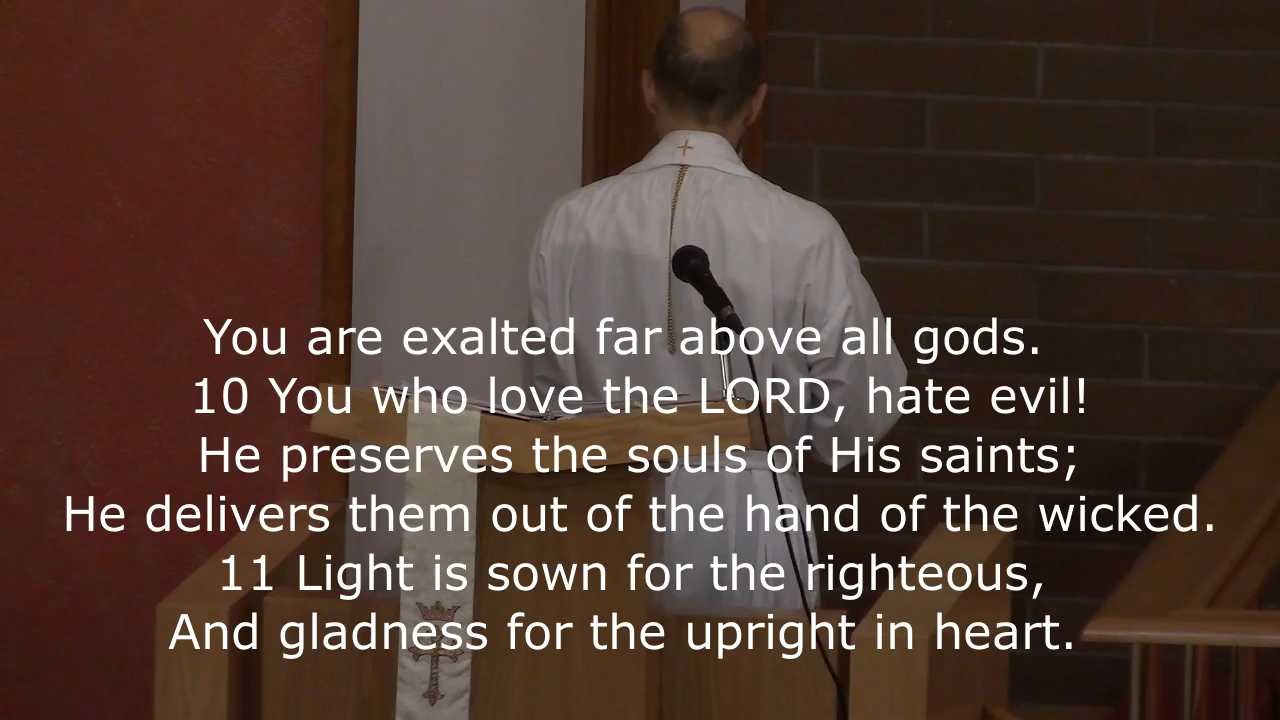 You are exalted far above all gods.
10 You who love the LORD, hate evil!
He preserves the souls of His saints;
He delivers them out of the hand of the wicked.
11 Light is sown for the righteous,
And gladness for the upright in heart.